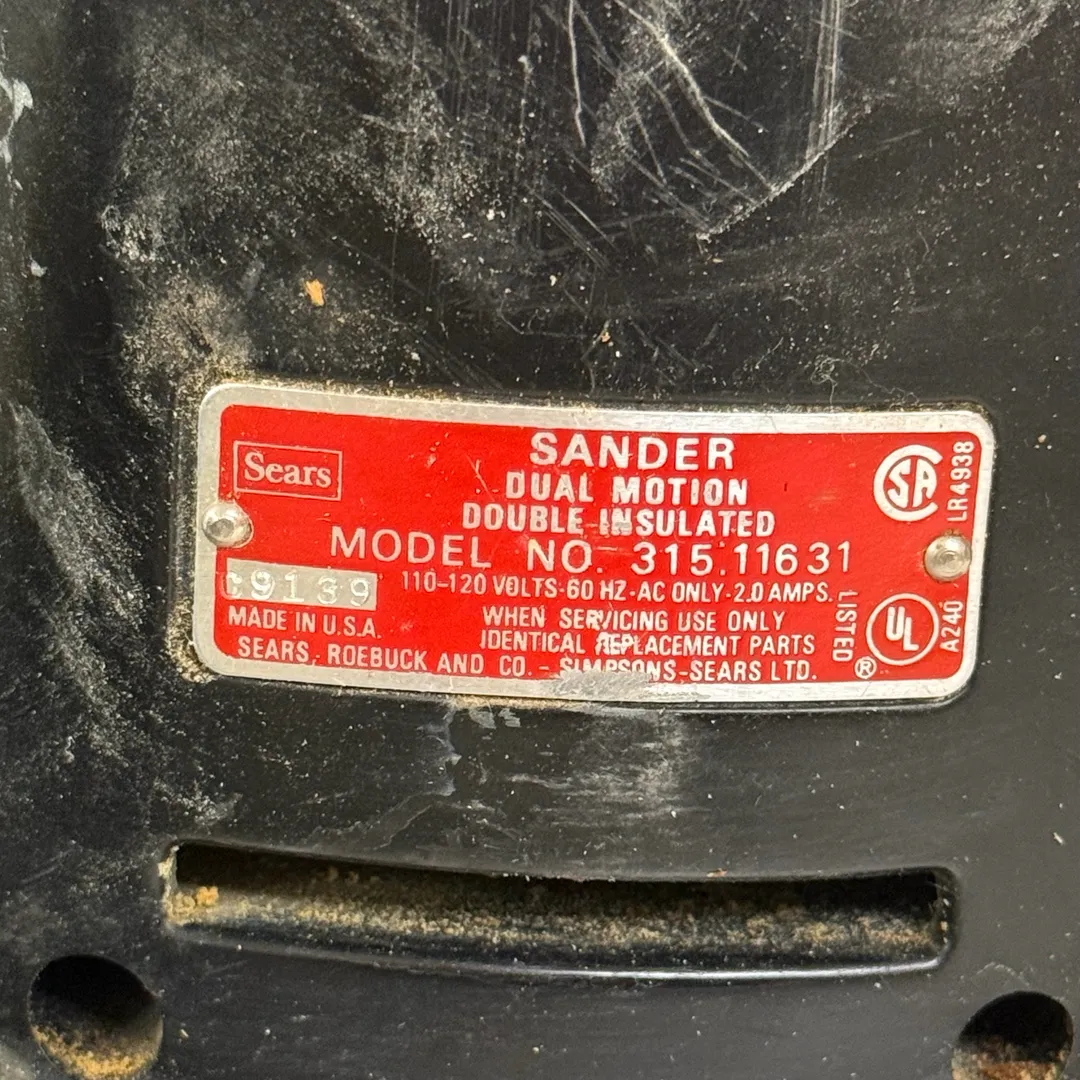 Sears
SANDER
DUAL MOTION
DOUBLE INSULATED
MODEL NO. 315.11631
C9139
110-120 VOLTS-60 HZ-AC ONLY-2.0 AMPS.
MADE IN U.S.A.
WHEN SERVICING USE ONLY
IDENTICAL REPLACEMENT PARTS
SEARS, ROEBUCK AND CO. - SIMPSONS-SEARS LTD.
SA
LR4938
LISTED
UL
®
A240